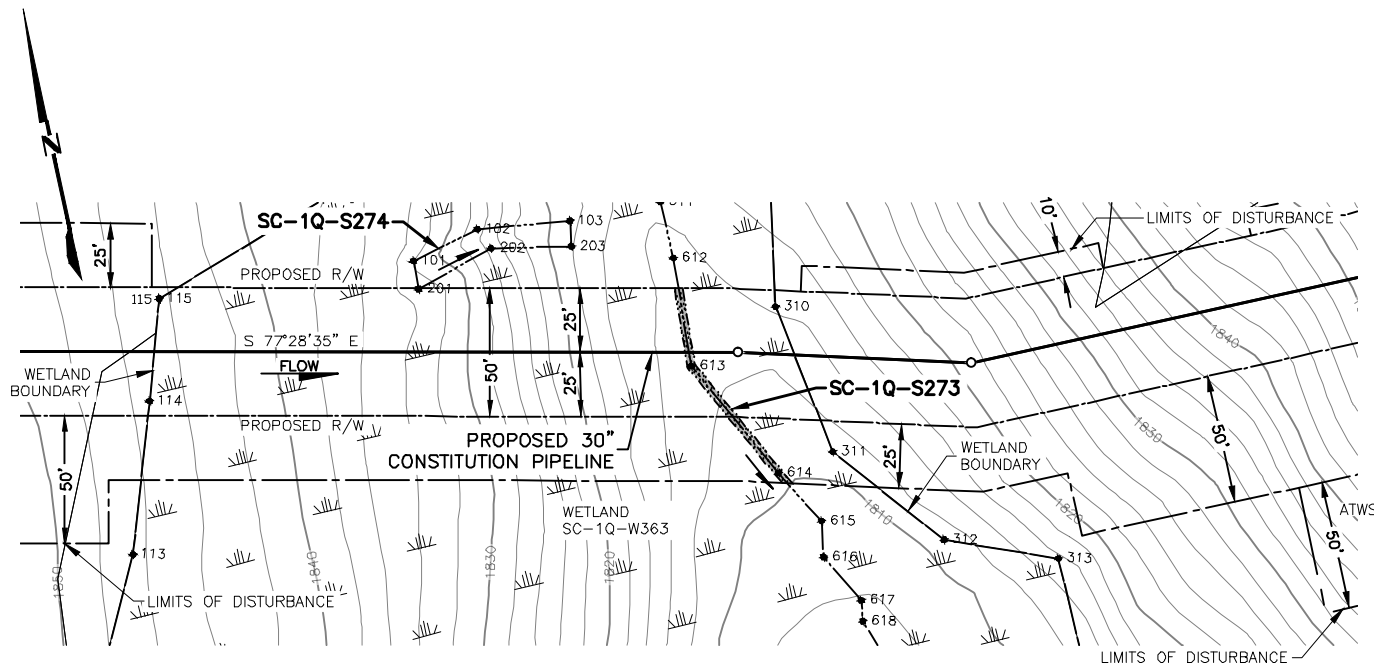 N
SC-1Q-S274
102
103
202
203
101
201
611
612
10'
LIMITS OF DISTURBANCE
25'
PROPOSED R/W
115
115
310
S 77°28'35" E
25'
50'
25'
FLOW
613
1840
WETLAND
BOUNDARY
114
SC-1Q-S273
PROPOSED R/W
PROPOSED 30"
CONSTITUTION PIPELINE
311
WETLAND
BOUNDARY
25'
1830
50'
50'
614
WETLAND
SC-1Q-W363
615
1810
1820
ATWS
113
616
312
313
50'
1850
1840
1830
1820
LIMITS OF DISTURBANCE
617
618
LIMITS OF DISTURBANCE